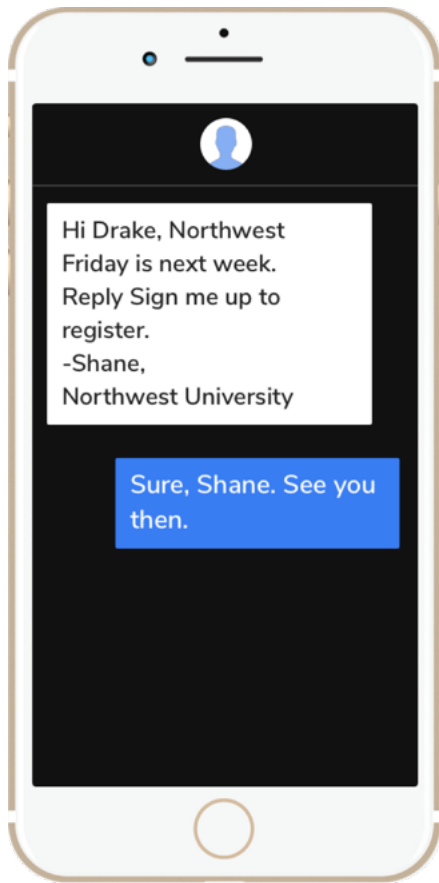 Hi Drake, Northwest
Friday is next week.
Reply Sign me up to
register.
-Shane,
Northwest University
Sure, Shane. See you
then.